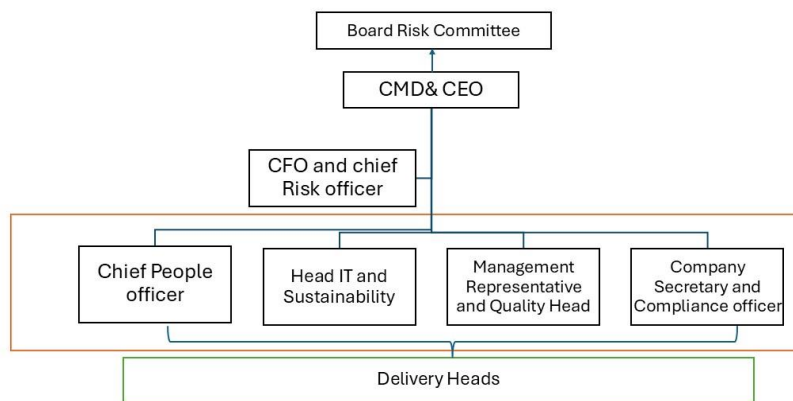 Board Risk Committee
CMD& CEO
CFO and chief
Risk officer
Chief People
officer
Head IT and
Sustainability
Management
Representative
and Quality Head
Company
Secretary and
Compliance officer
Delivery Heads